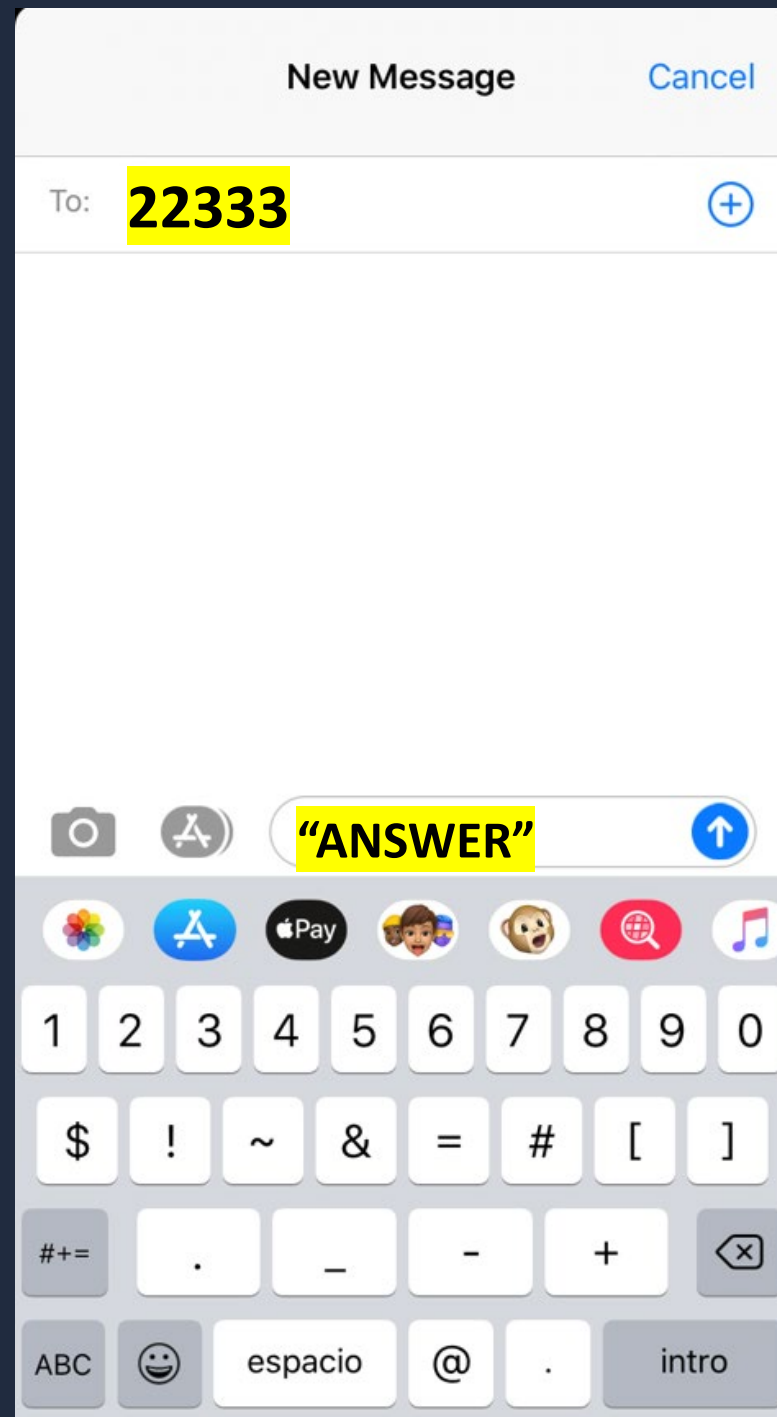 New Message Cancel
To: 22333
“ANSWER”
Pay
1 2 3 4 5 6 7 8 9 0
$ ! ~ & = # [ ]
#+= . _ - +
ABC espacio @ . intro